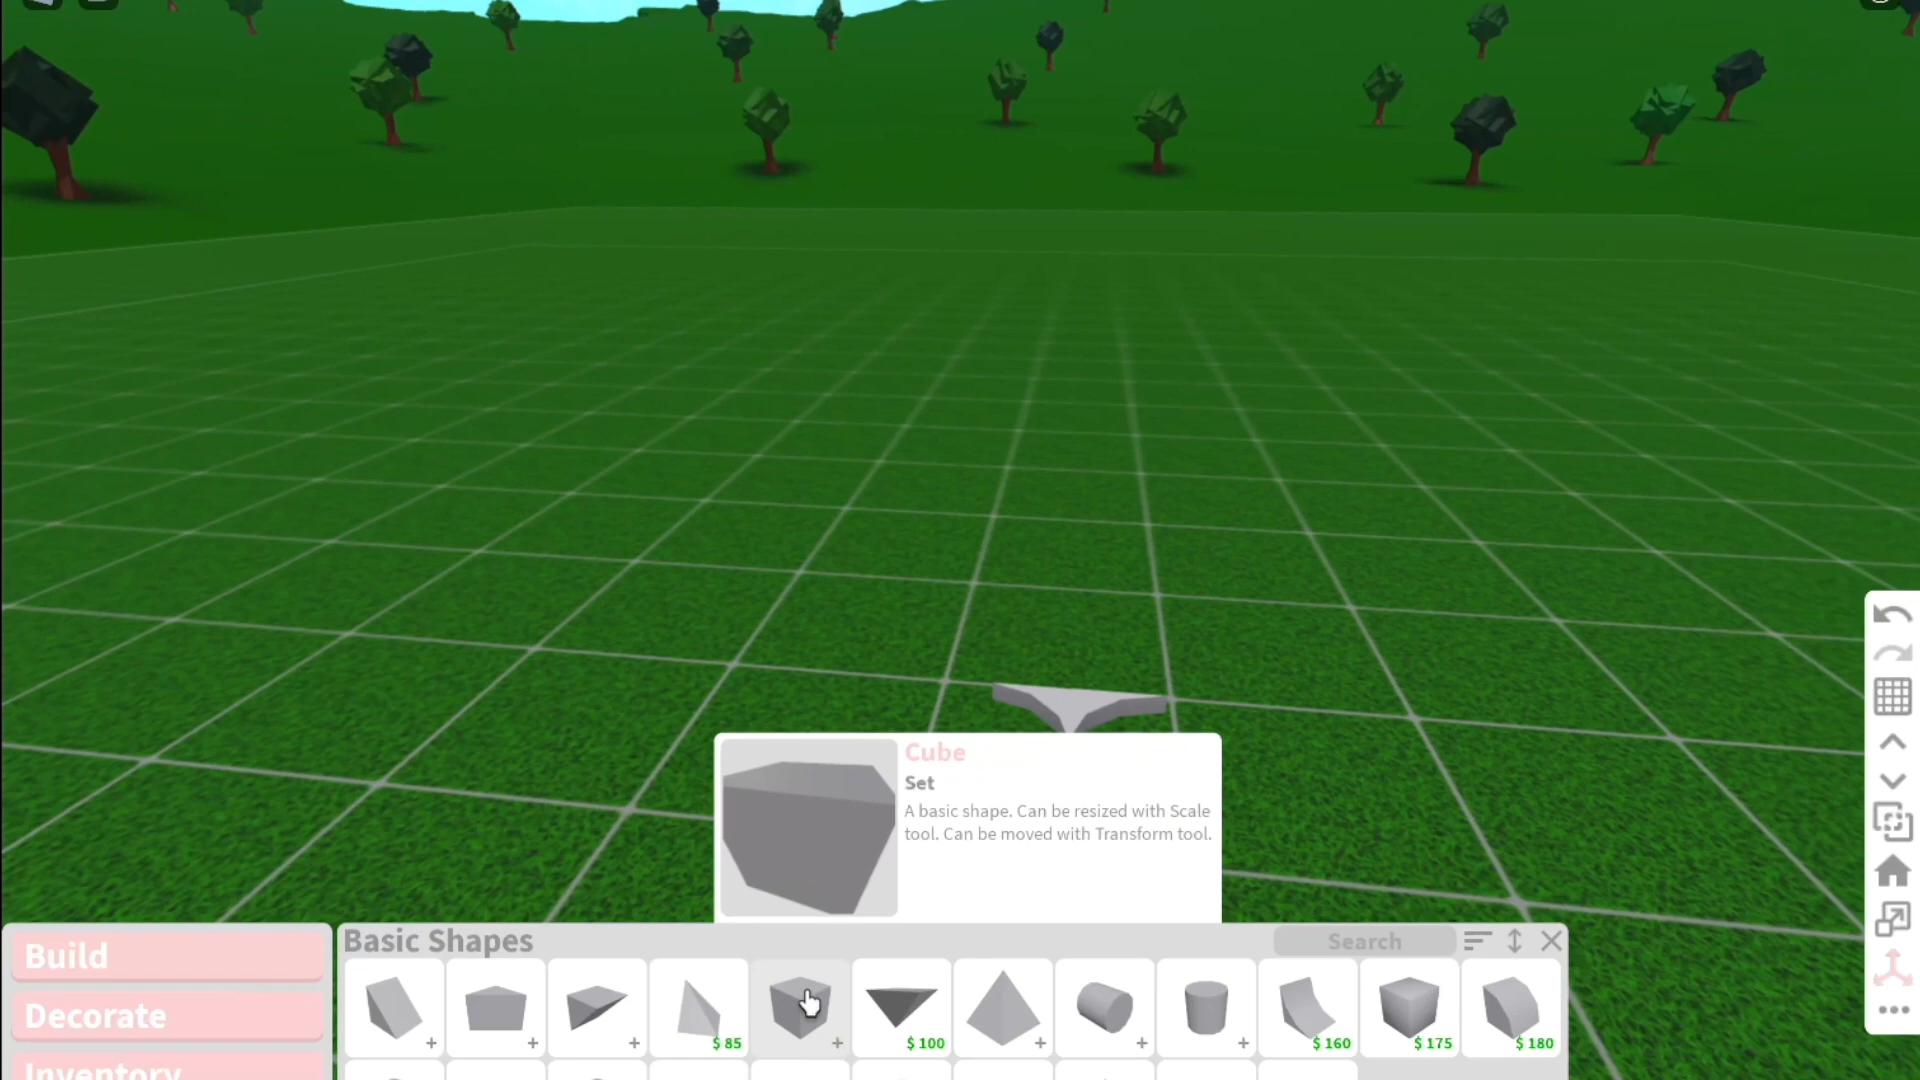 Cube
Set
A basic shape. Can be resized with Scale
tool. Can be moved with Transform tool.
Build
Decorate
Inventory
Basic Shapes
Search
+
+
+
$ 85
+
$ 100
+
+
+
$ 160
$ 175
$ 180